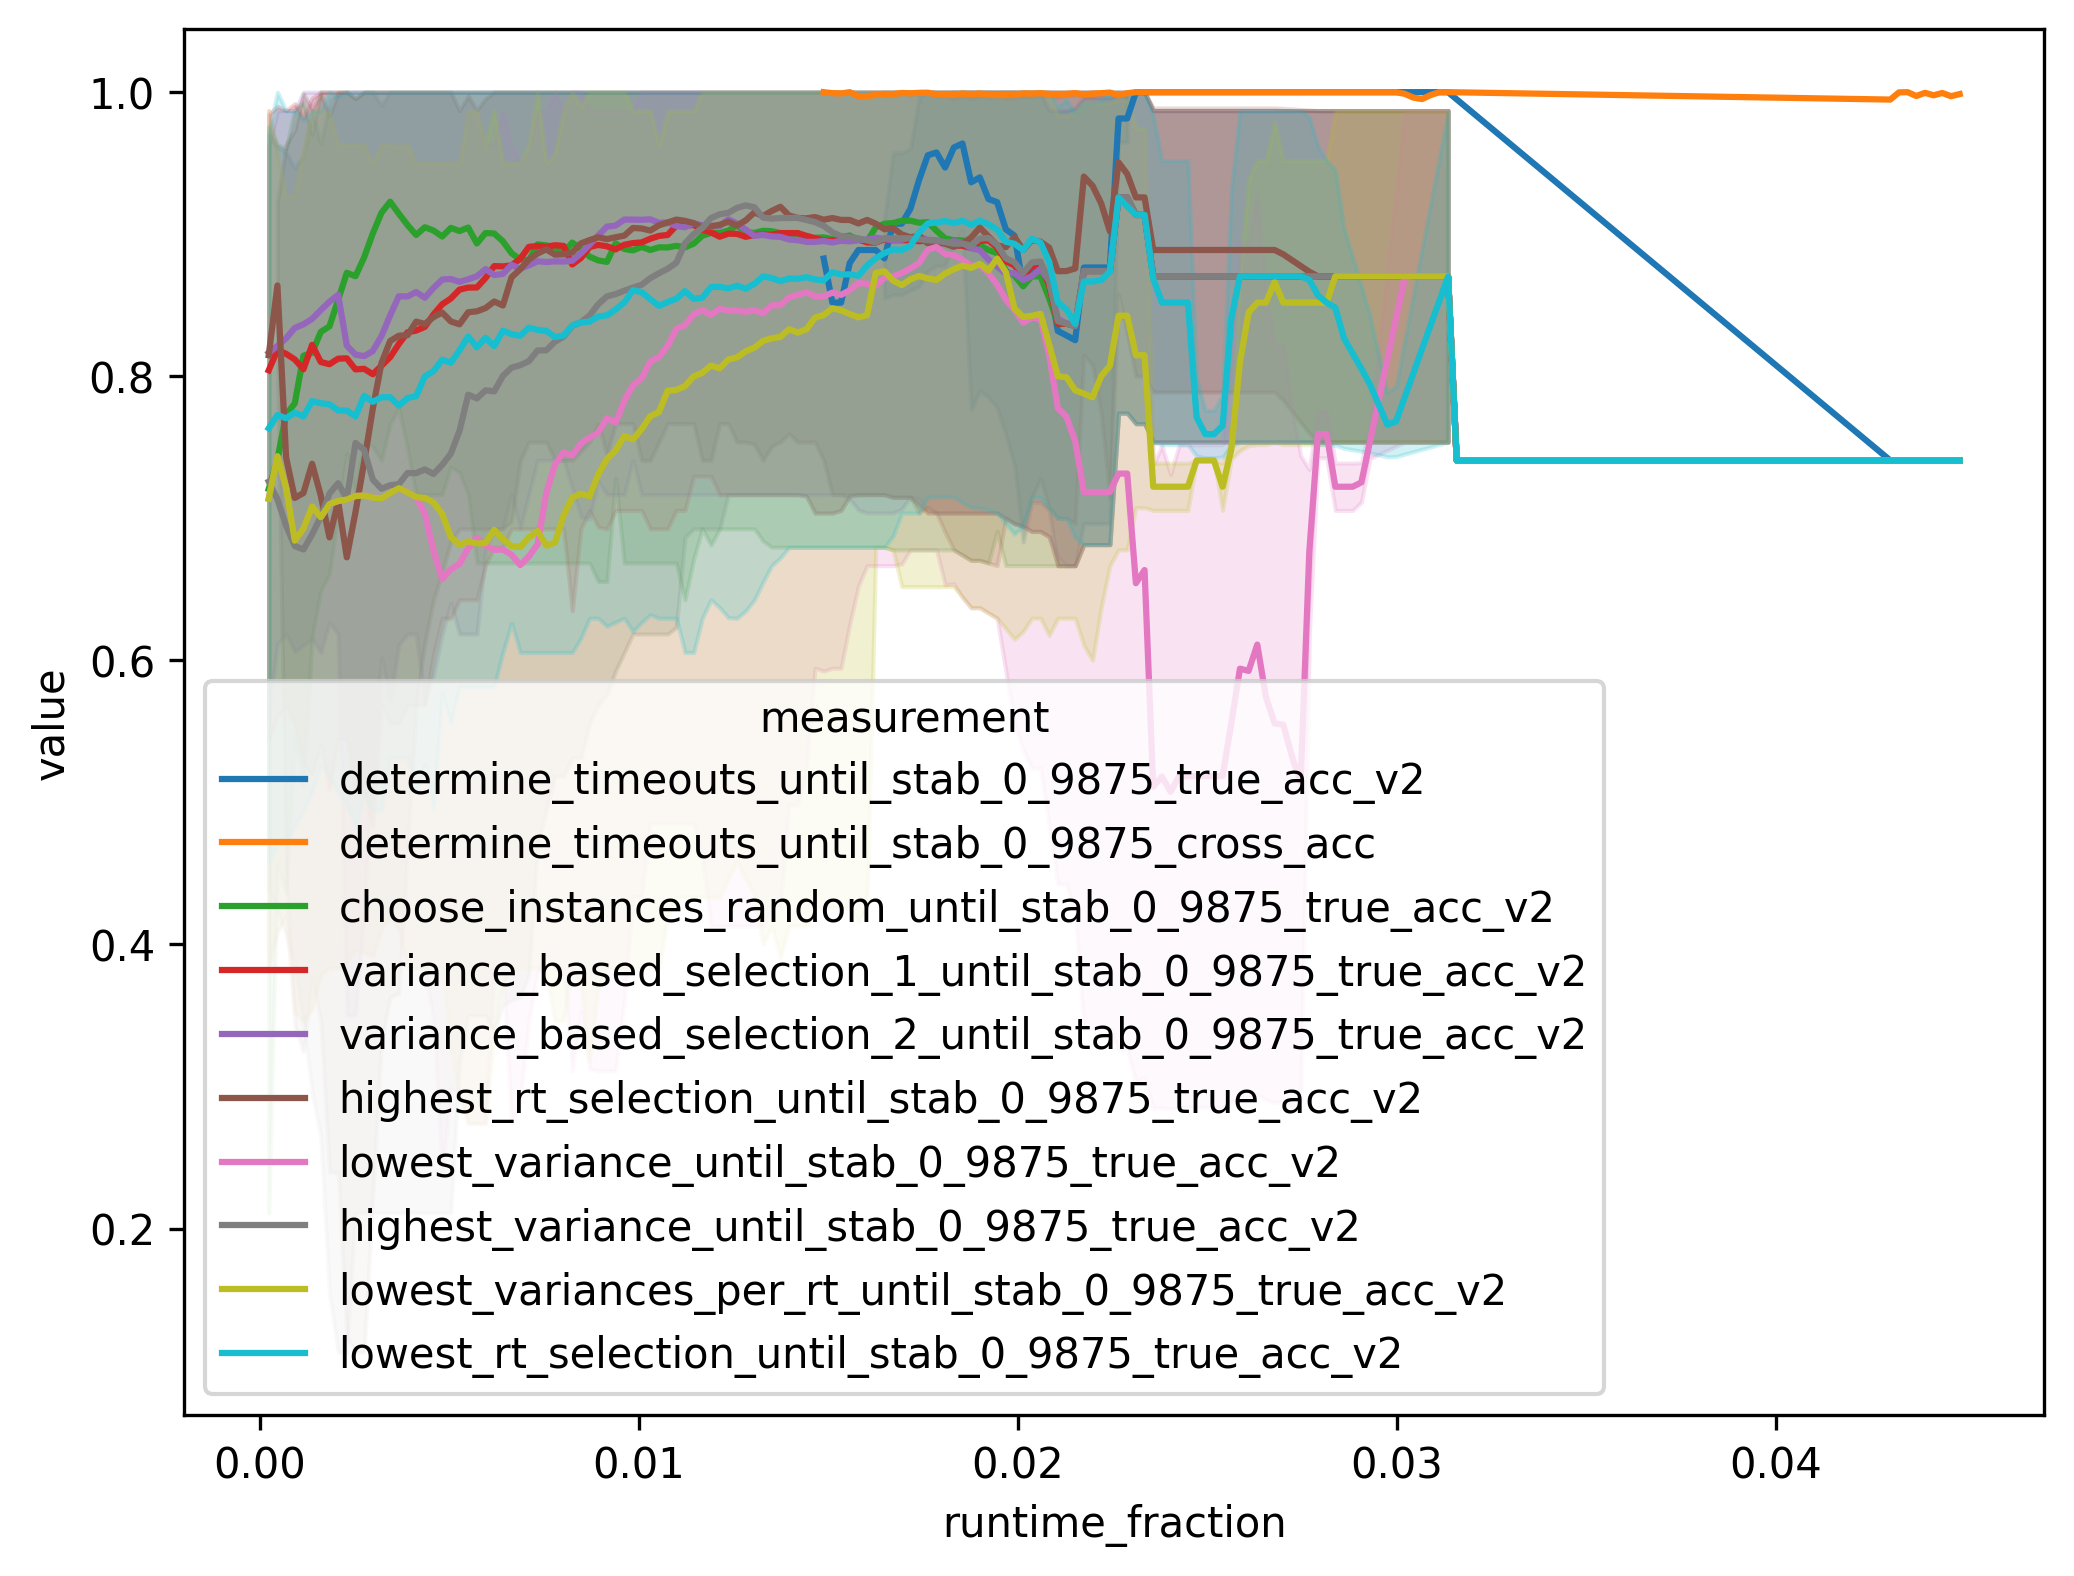 1.0
0.8
0.6
0.4
0.2
value
measurement
determine_timeouts_until_stab_0_9875_true_acc_v2
determine_timeouts_until_stab_0_9875_cross_acc
choose_instances_random_until_stab_0_9875_true_acc_v2
variance_based_selection_1_until_stab_0_9875_true_acc_v2
variance_based_selection_2_until_stab_0_9875_true_acc_v2
highest_rt_selection_until_stab_0_9875_true_acc_v2
lowest_variance_until_stab_0_9875_true_acc_v2
highest_variance_until_stab_0_9875_true_acc_v2
lowest_variances_per_rt_until_stab_0_9875_true_acc_v2
lowest_rt_selection_until_stab_0_9875_true_acc_v2
0.00 0.01 0.02 0.03 0.04
runtime_fraction